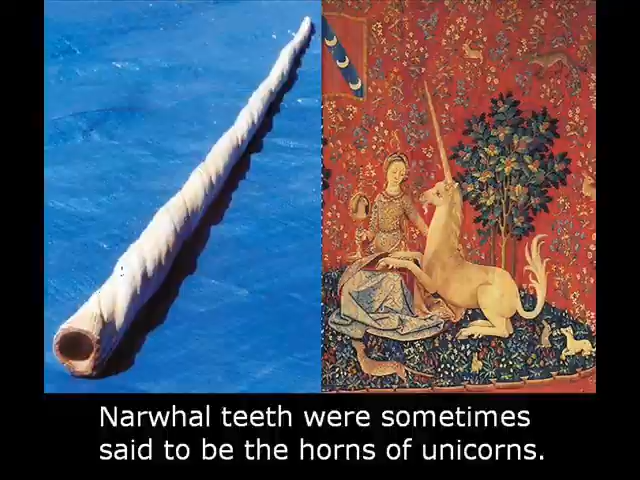 Narwhal teeth were sometimes
said to be the horns of unicorns.